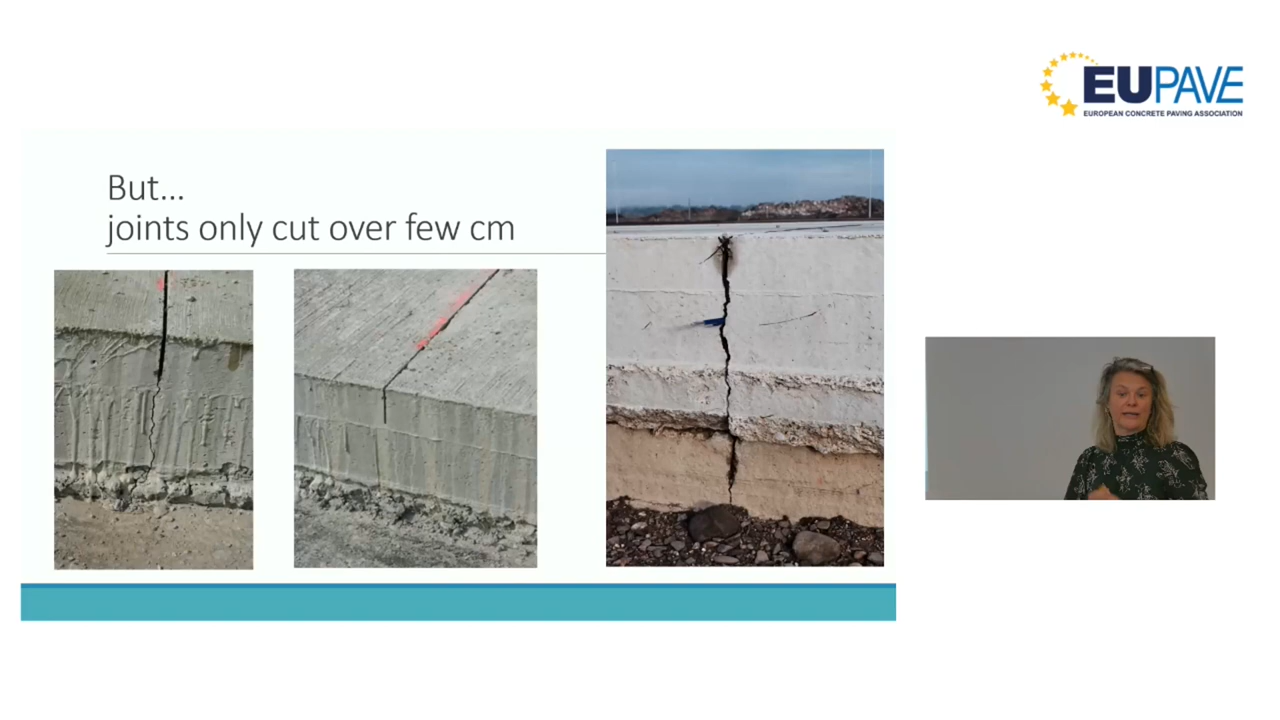 EUPAVE
EUROPEAN CONCRETE PAVING ASSOCIATION
But...
joints only cut over few cm